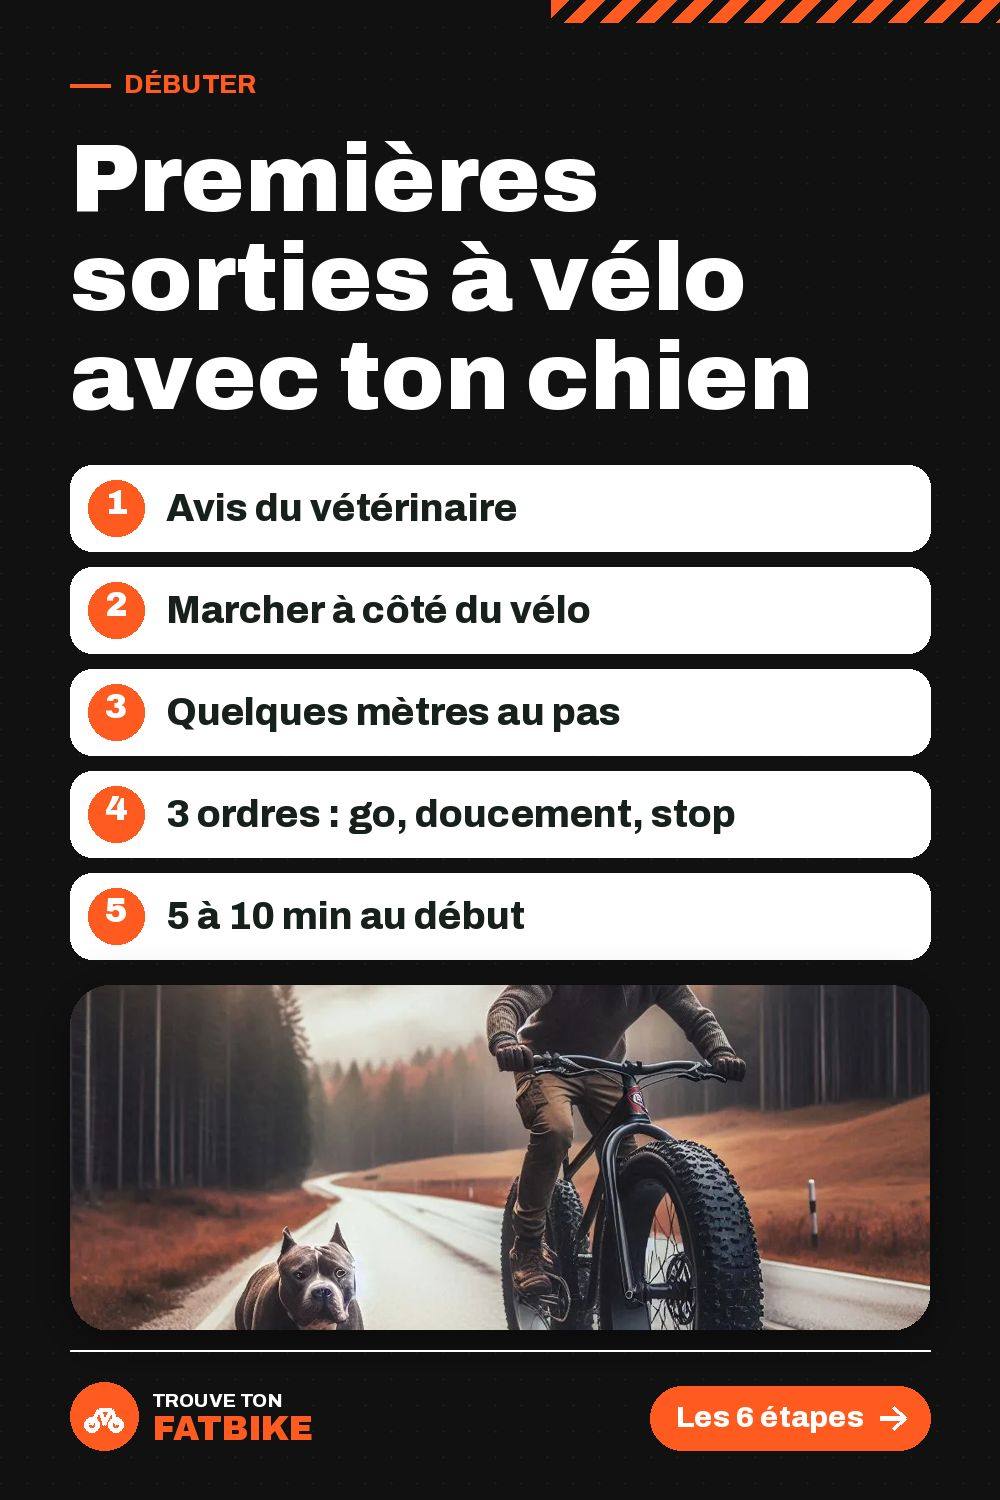 DÉBUTER
Premières
sorties à vélo
avec ton chien
1 Avis du vétérinaire
2 Marcher à côté du vélo
3 Quelques mètres au pas
4 3 ordres : go, doucement, stop
5 5 à 10 min au début
TROUVE TON
FATBIKE
Les 6 étapes →